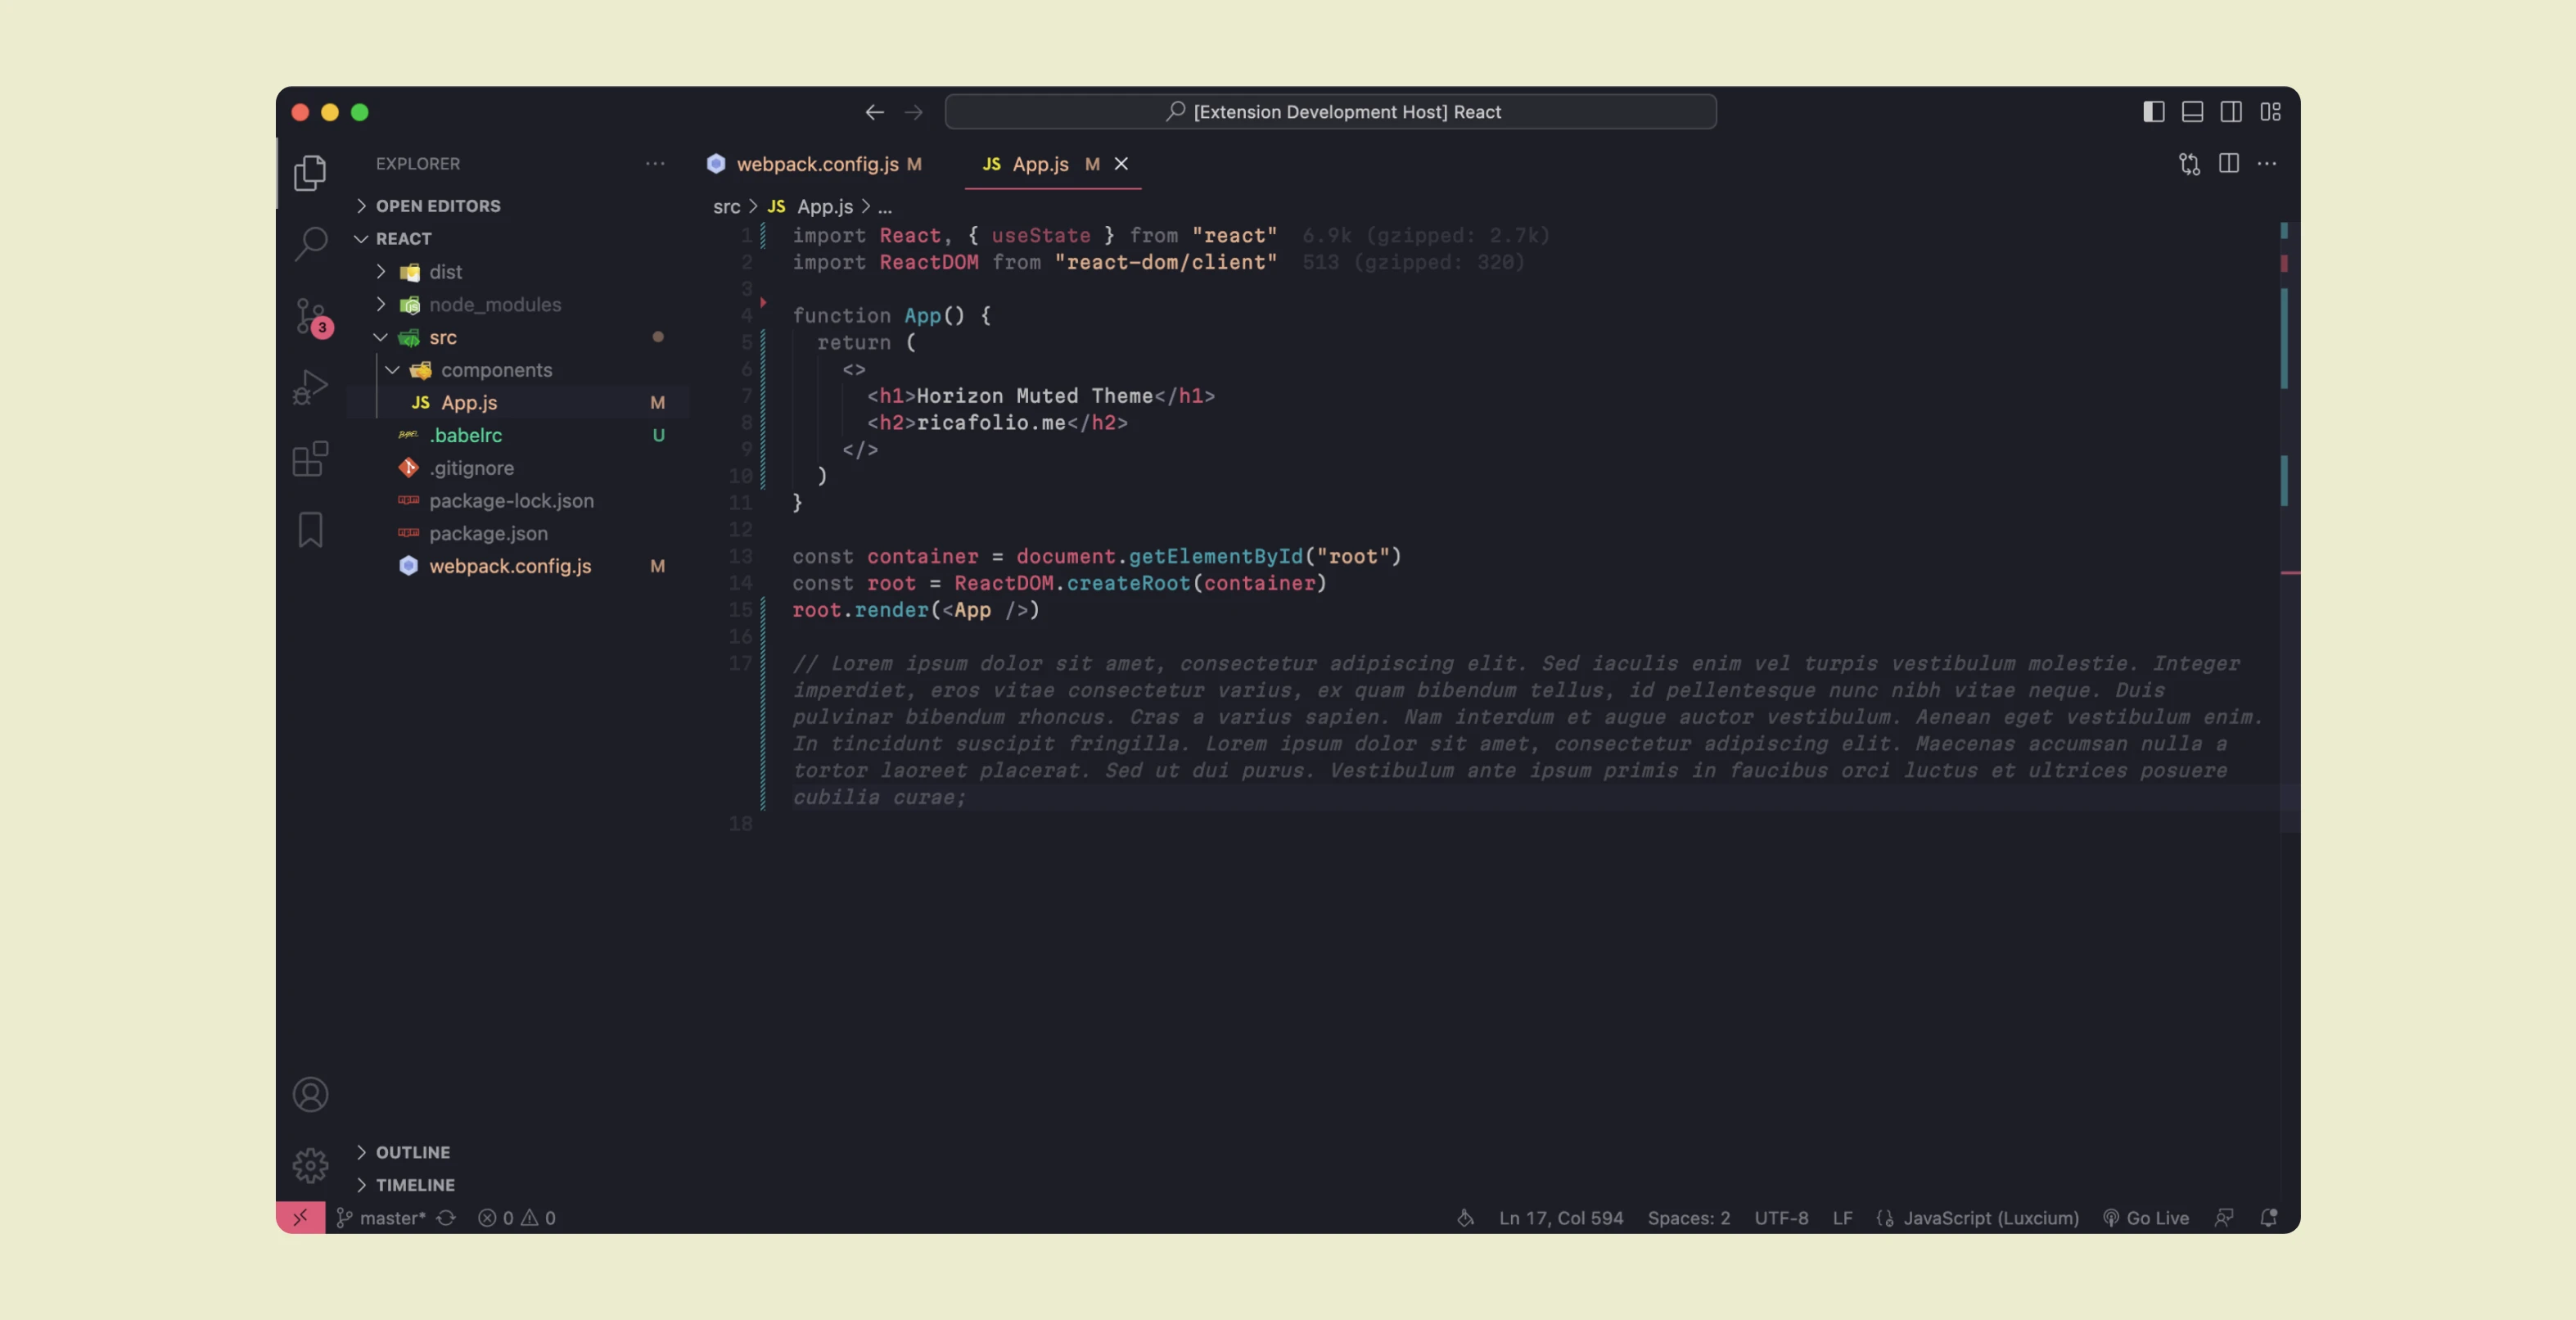 [Extension Development Host] React
EXPLORER
OPEN EDITORS
REACT
dist
node_modules
src
components
JS App.js M
BABEL .babelrc U
.gitignore
package-lock.json
package.json
webpack.config.js M
3
OUTLINE
TIMELINE
webpack.config.js M
JS App.js M
src > JS App.js > ...
1 import React, { useState } from "react" 6.9k (gzipped: 2.7k)
2 import ReactDOM from "react-dom/client" 513 (gzipped: 320)
3
4 function App() {
5 return (
6 <>
7 <h1>Horizon Muted Theme</h1>
8 <h2>ricafolio.me</h2>
9 </>
10 )
11 }
12
13 const container = document.getElementById("root")
14 const root = ReactDOM.createRoot(container)
15 root.render(<App />)
16
17 // Lorem ipsum dolor sit amet, consectetur adipiscing elit. Sed iaculis enim vel turpis vestibulum molestie. Integer
imperdiet, eros vitae consectetur varius, ex quam bibendum tellus, id pellentesque nunc nibh vitae neque. Duis
pulvinar bibendum rhoncus. Cras a varius sapien. Nam interdum et augue auctor vestibulum. Aenean eget vestibulum enim.
In tincidunt suscipit fringilla. Lorem ipsum dolor sit amet, consectetur adipiscing elit. Maecenas accumsan nulla a
tortor laoreet placerat. Sed ut dui purus. Vestibulum ante ipsum primis in faucibus orci luctus et ultrices posuere
cubilia curae;
18
master* 0 0 Ln 17, Col 594 Spaces: 2 UTF-8 LF JavaScript (Luxcium) Go Live